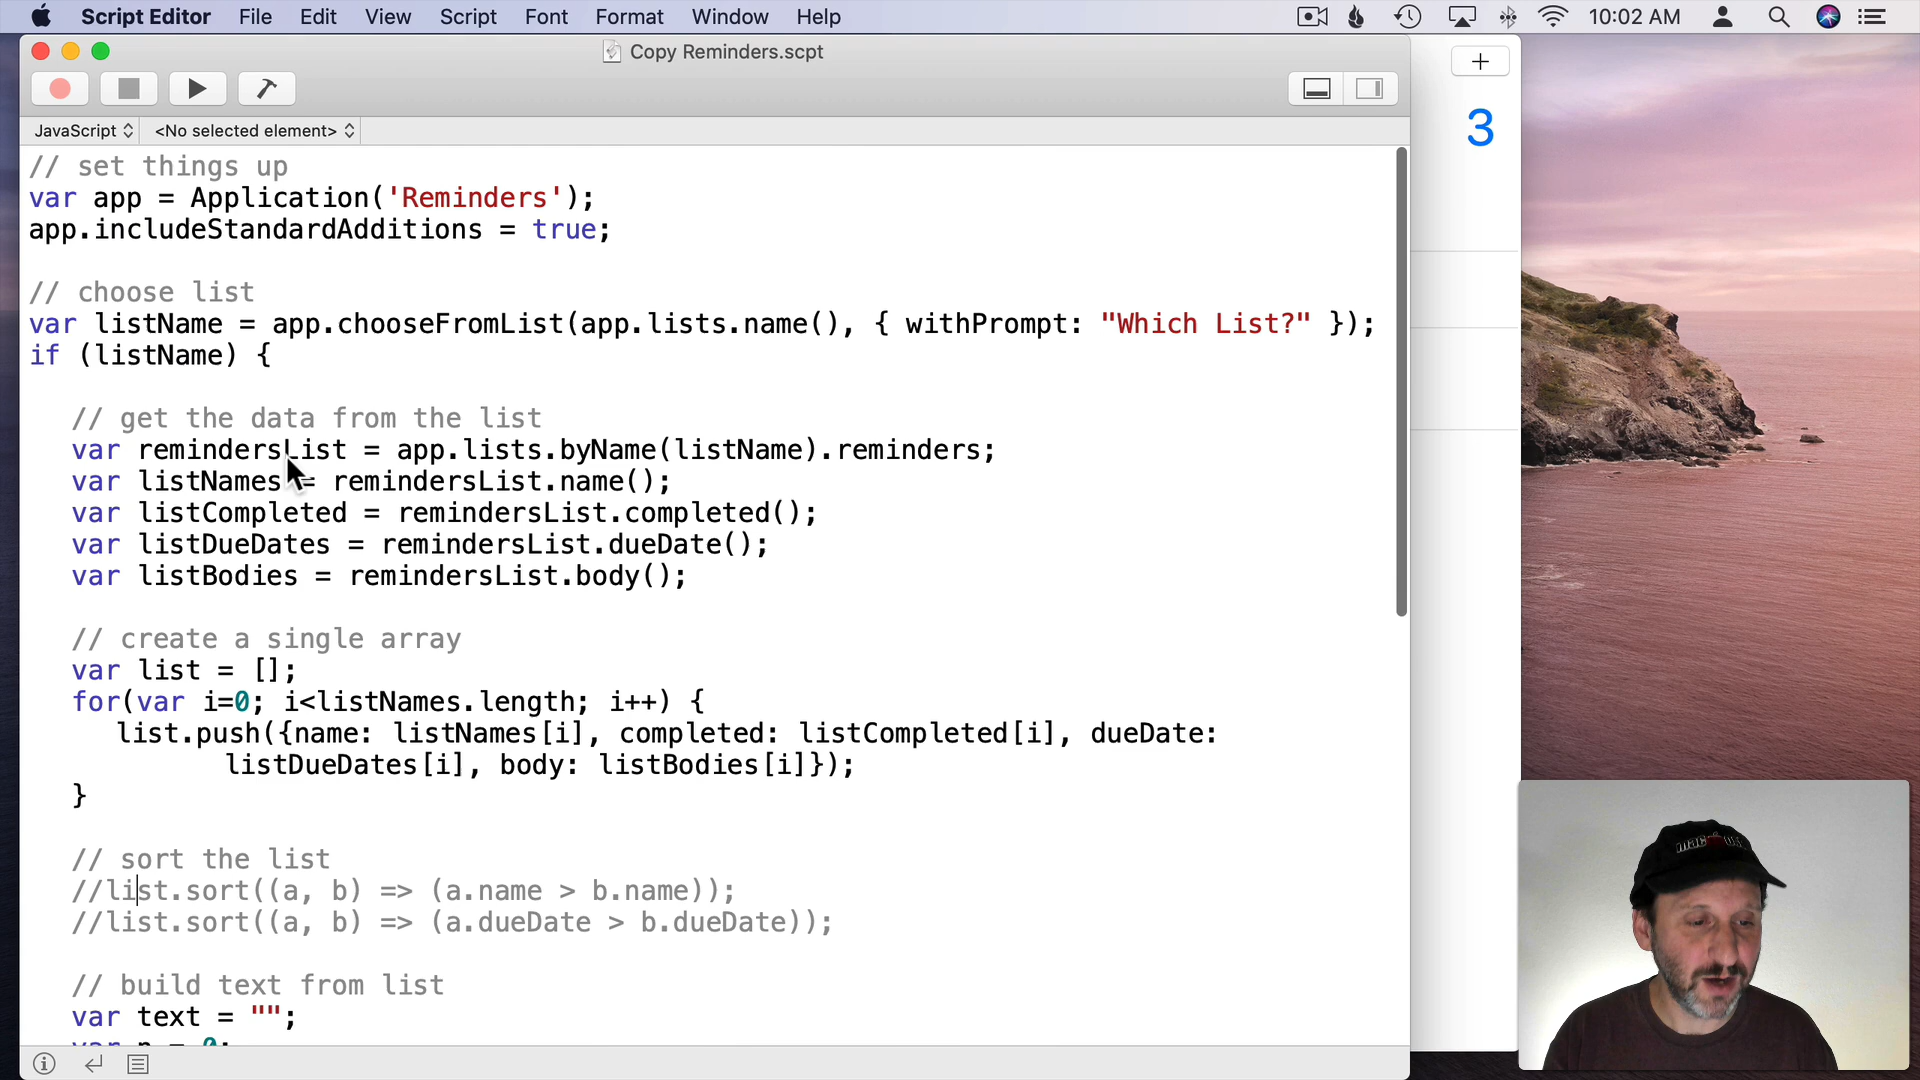 Script Editor File Edit View Script Font Format Window Help 10:02 AM
Copy Reminders.scpt
JavaScript <No selected element>
3
// set things up
var app = Application('Reminders');
app.includeStandardAdditions = true;
// choose list
var listName = app.chooseFromList(app.lists.name(), { withPrompt: "Which List?" });
if (listName) {
// get the data from the list
var remindersList = app.lists.byName(listName).reminders;
var listNames = remindersList.name();
var listCompleted = remindersList.completed();
var listDueDates = remindersList.dueDate();
var listBodies = remindersList.body();
// create a single array
var list = [];
for(var i=0; i<listNames.length; i++) {
list.push({name: listNames[i], completed: listCompleted[i], dueDate:
listDueDates[i], body: listBodies[i]});
}
// sort the list
//list.sort((a, b) => (a.name > b.name));
//list.sort((a, b) => (a.dueDate > b.dueDate));
// build text from list
var text = "";
var n = 0;